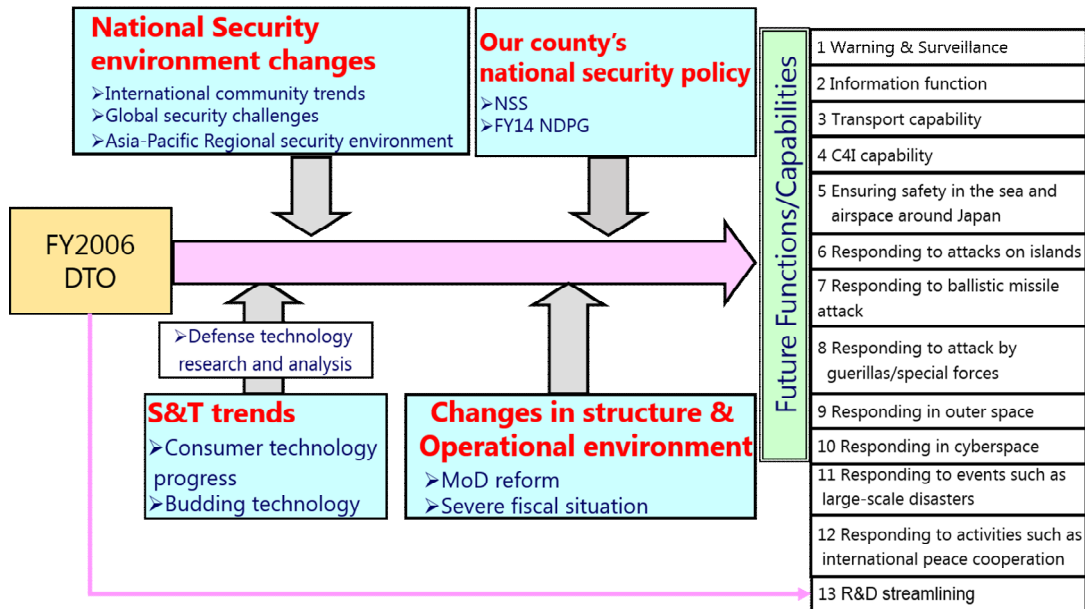 National Security
environment changes
➢International community trends
➢Global security challenges
➢Asia-Pacific Regional security environment
Our county's
national security policy
➢NSS
➢FY14 NDPG
FY2006
DTO
➢Defense technology
research and analysis
S&T trends
➢Consumer technology
progress
➢Budding technology
Changes in structure &
Operational environment
➢MoD reform
➢Severe fiscal situation
Future Functions/Capabilities
1 Warning & Surveillance
2 Information function
3 Transport capability
4 C4I capability
5 Ensuring safety in the sea and
airspace around Japan
6 Responding to attacks on islands
7 Responding to ballistic missile
attack
8 Responding to attack by
guerillas/special forces
9 Responding in outer space
10 Responding in cyberspace
11 Responding to events such as
large-scale disasters
12 Responding to activities such as
international peace cooperation
13 R&D streamlining